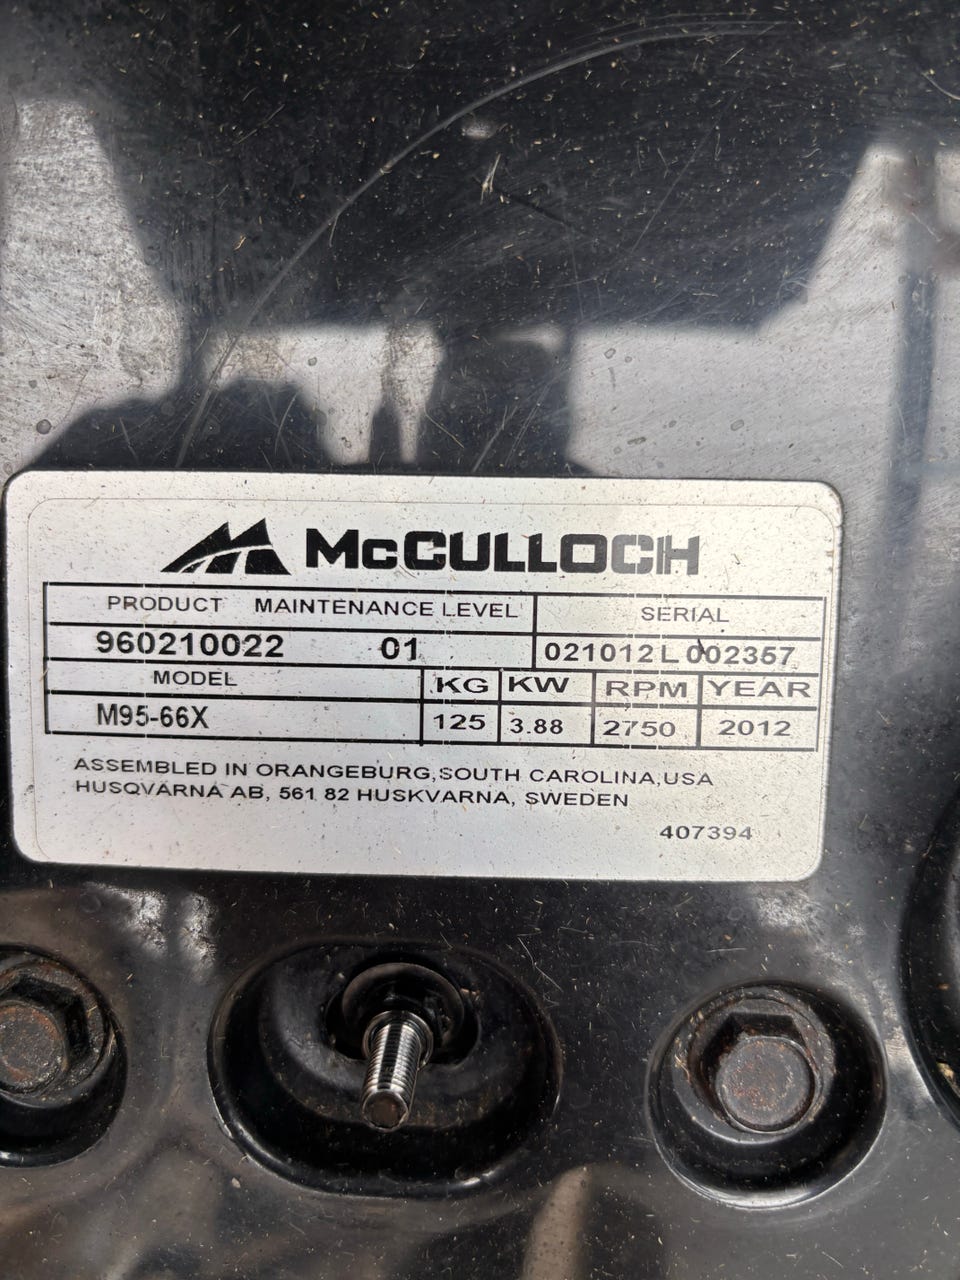 McCULLOCH
PRODUCT MAINTENANCE LEVEL SERIAL
960210022 01 021012 L 002357
MODEL KG KW RPM YEAR
M95-66X 125 3.88 2750 2012
ASSEMBLED IN ORANGEBURG,SOUTH CAROLINA,USA
HUSQVARNA AB, 561 82 HUSKVARNA, SWEDEN
407394